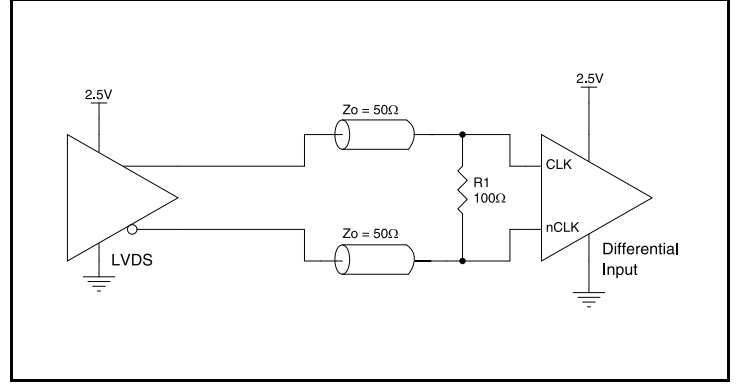 2.5V
2.5V
Zo = 50Ω
CLK
R1
100Ω
nCLK
Zo = 50Ω
LVDS
Differential
Input